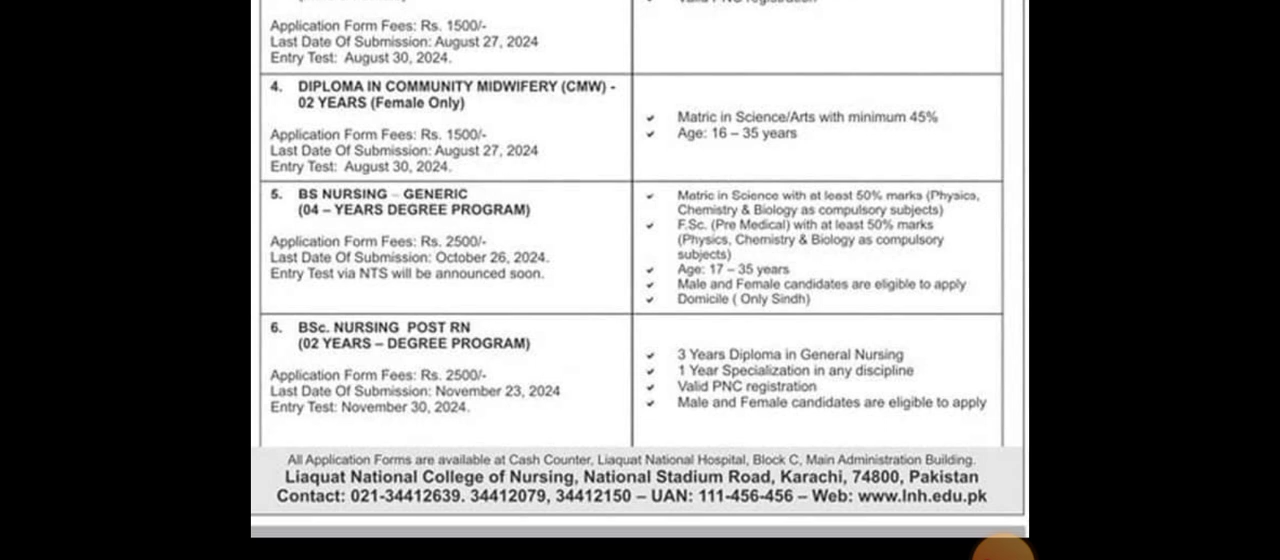 Application Form Fees: Rs. 1500/-
Last Date Of Submission: August 27, 2024
Entry Test: August 30, 2024.
Valid PNC registration
4. DIPLOMA IN COMMUNITY MIDWIFERY (CMW) -
02 YEARS (Female Only)
Application Form Fees: Rs. 1500/-
Last Date Of Submission: August 27, 2024
Entry Test: August 30, 2024.
✔ Matric in Science/Arts with minimum 45%
✔ Age: 16 – 35 years
5. BS NURSING – GENERIC
(04 – YEARS DEGREE PROGRAM)
Application Form Fees: Rs. 2500/-
Last Date Of Submission: October 26, 2024.
Entry Test via NTS will be announced soon.
✔ Matric in Science with at least 50% marks (Physics,
Chemistry & Biology as compulsory subjects)
✔ F.Sc. (Pre Medical) with at least 50% marks
(Physics, Chemistry & Biology as compulsory
subjects)
✔ Age: 17 – 35 years
✔ Male and Female candidates are eligible to apply
✔ Domicile ( Only Sindh)
6. BSc. NURSING POST RN
(02 YEARS – DEGREE PROGRAM)
Application Form Fees: Rs. 2500/-
Last Date Of Submission: November 23, 2024
Entry Test: November 30, 2024.
✔ 3 Years Diploma in General Nursing
✔ 1 Year Specialization in any discipline
✔ Valid PNC registration
✔ Male and Female candidates are eligible to apply
All Application Forms are available at Cash Counter, Liaquat National Hospital, Block C, Main Administration Building.
Liaquat National College of Nursing, National Stadium Road, Karachi, 74800, Pakistan
Contact: 021-34412639. 34412079, 34412150 – UAN: 111-456-456 – Web: www.lnh.edu.pk